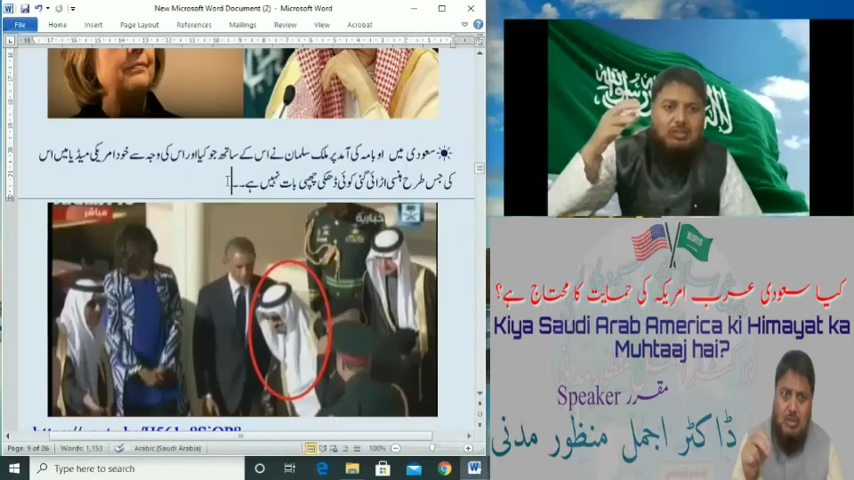 New Microsoft Word Document (2) - Microsoft Word
File Home Insert Page Layout References Mailings Review View Acrobat
سعودی میں اوبامہ کی آمد پر ملک سلمان نے اس کے ساتھ جو کیا اور اس کی وجہ سے خود امریکی میڈیا میں اس
کی جس طرح ہنسی اڑائی گئی کوئی ڈھکی چھپی بات نہیں ہے۔۔
مباشر
الإخبارية
Page: 9 of 26 Words: 1,153 Arabic (Saudi Arabia) 100%
Type here to search
کیا سعودی عرب امریکہ کی حمایت کا محتاج ہے؟
Kiya Saudi Arab America ki Himayat ka
Muhtaaj hai?
Speaker مقرر
ڈاکٹر اجمل منظور مدنی